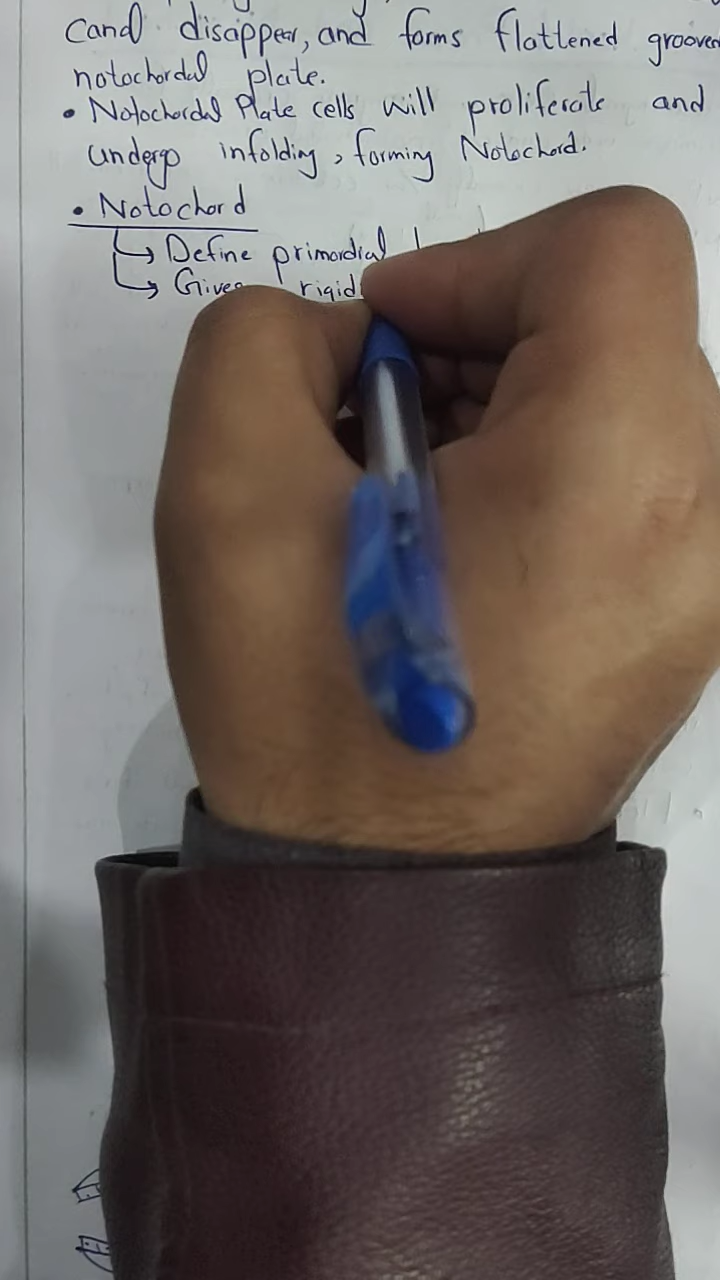 canal disappear, and forms flattened grooved
notochordal plate.
• Notochordal Plate cells will proliferate and
undergo infolding, forming Notochord.
• Notochord
↳ Define primordial
↳ Gives rigid